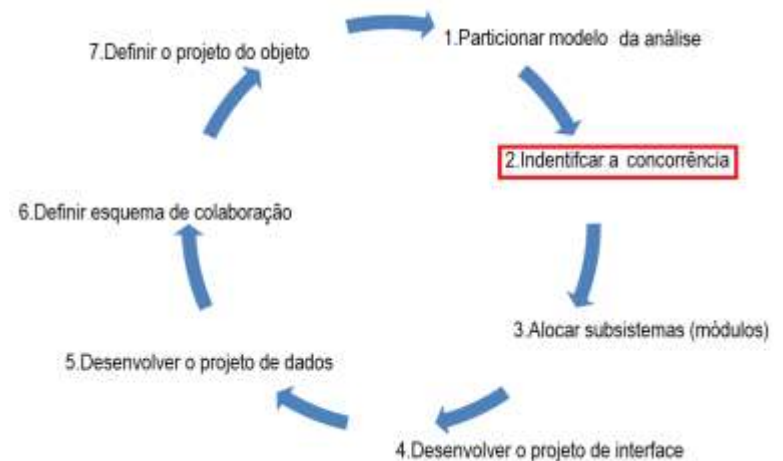 1.Particionar modelo da análise
2.Indentifcar a concorrência
3.Alocar subsistemas (módulos)
4.Desenvolver o projeto de interface
5.Desenvolver o projeto de dados
6.Definir esquema de colaboração
7.Definir o projeto do objeto